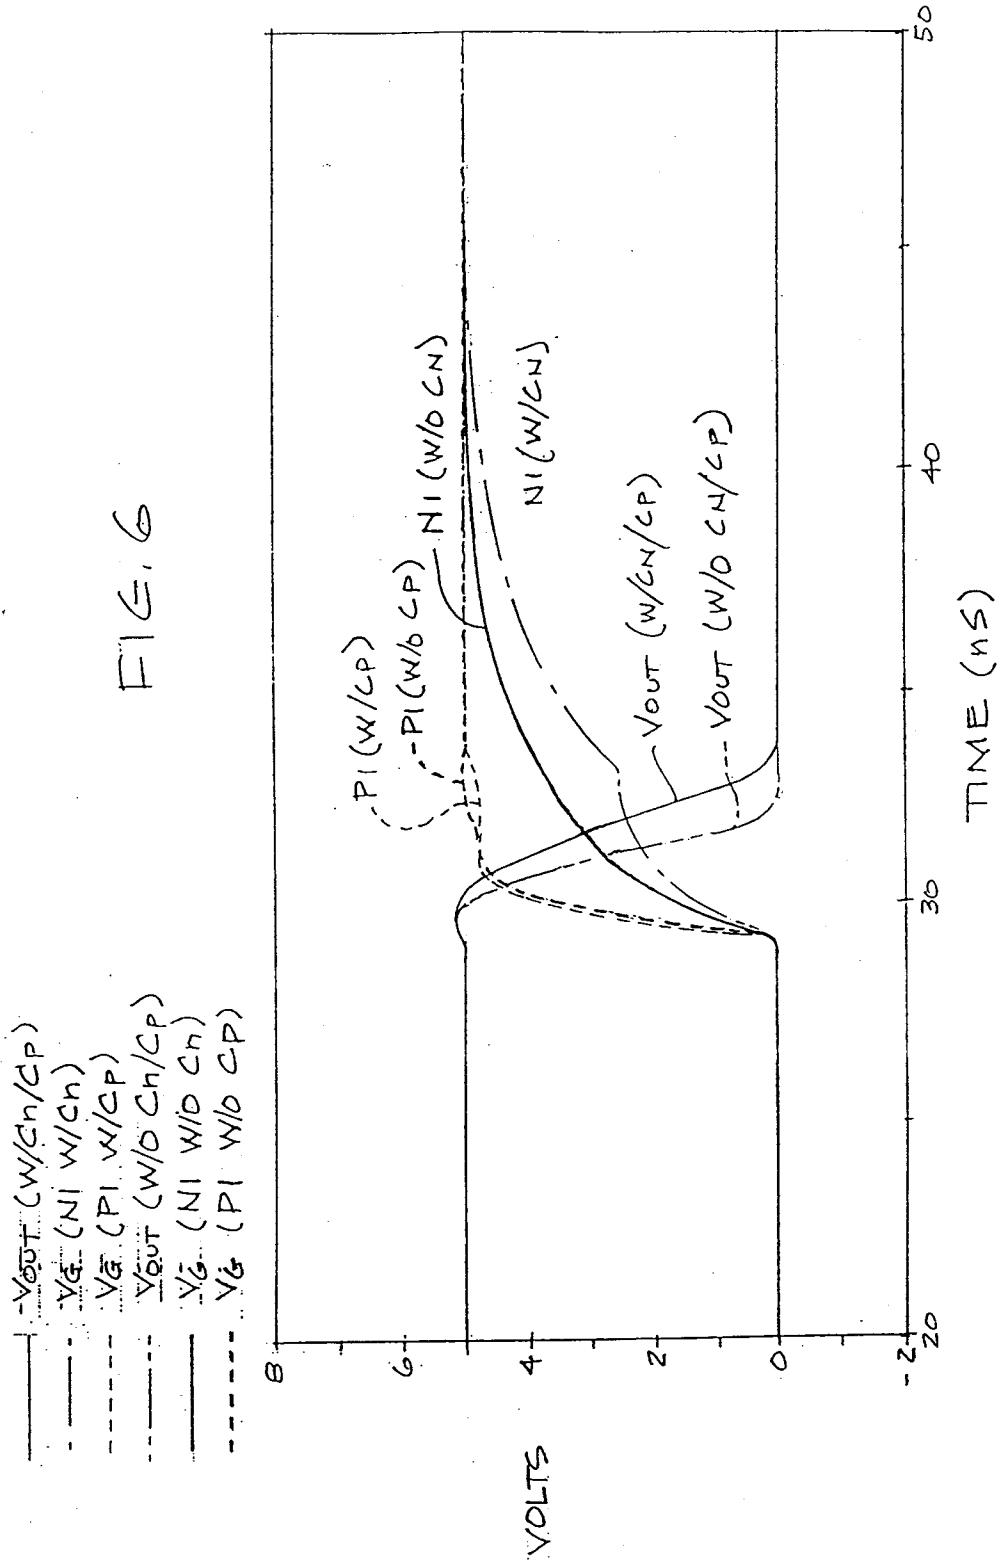 FIG. 6
VOUT (W/Cn/Cp)
VG (N1 W/Cn)
VG (P1 W/Cp)
VOUT (W/O Cn/Cp)
VG (N1 W/O Cn)
VG (P1 W/O Cp)
P1 (W/CP)
P1 (W/O CP)
N1 (W/O CN)
N1 (W/CN)
VOUT (W/CN/CP)
VOUT (W/O CN/CP)
VOLTS
8
6
4
2
0
-2
20
30
40
50
TIME (nS)